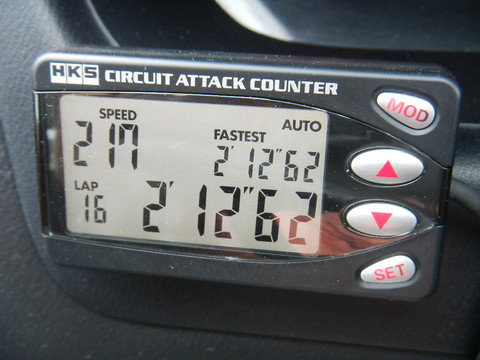 HKS CIRCUIT ATTACK COUNTER
MOD
SPEED
217
FASTEST
AUTO
2'12"62
LAP
16
2'12"62
SET